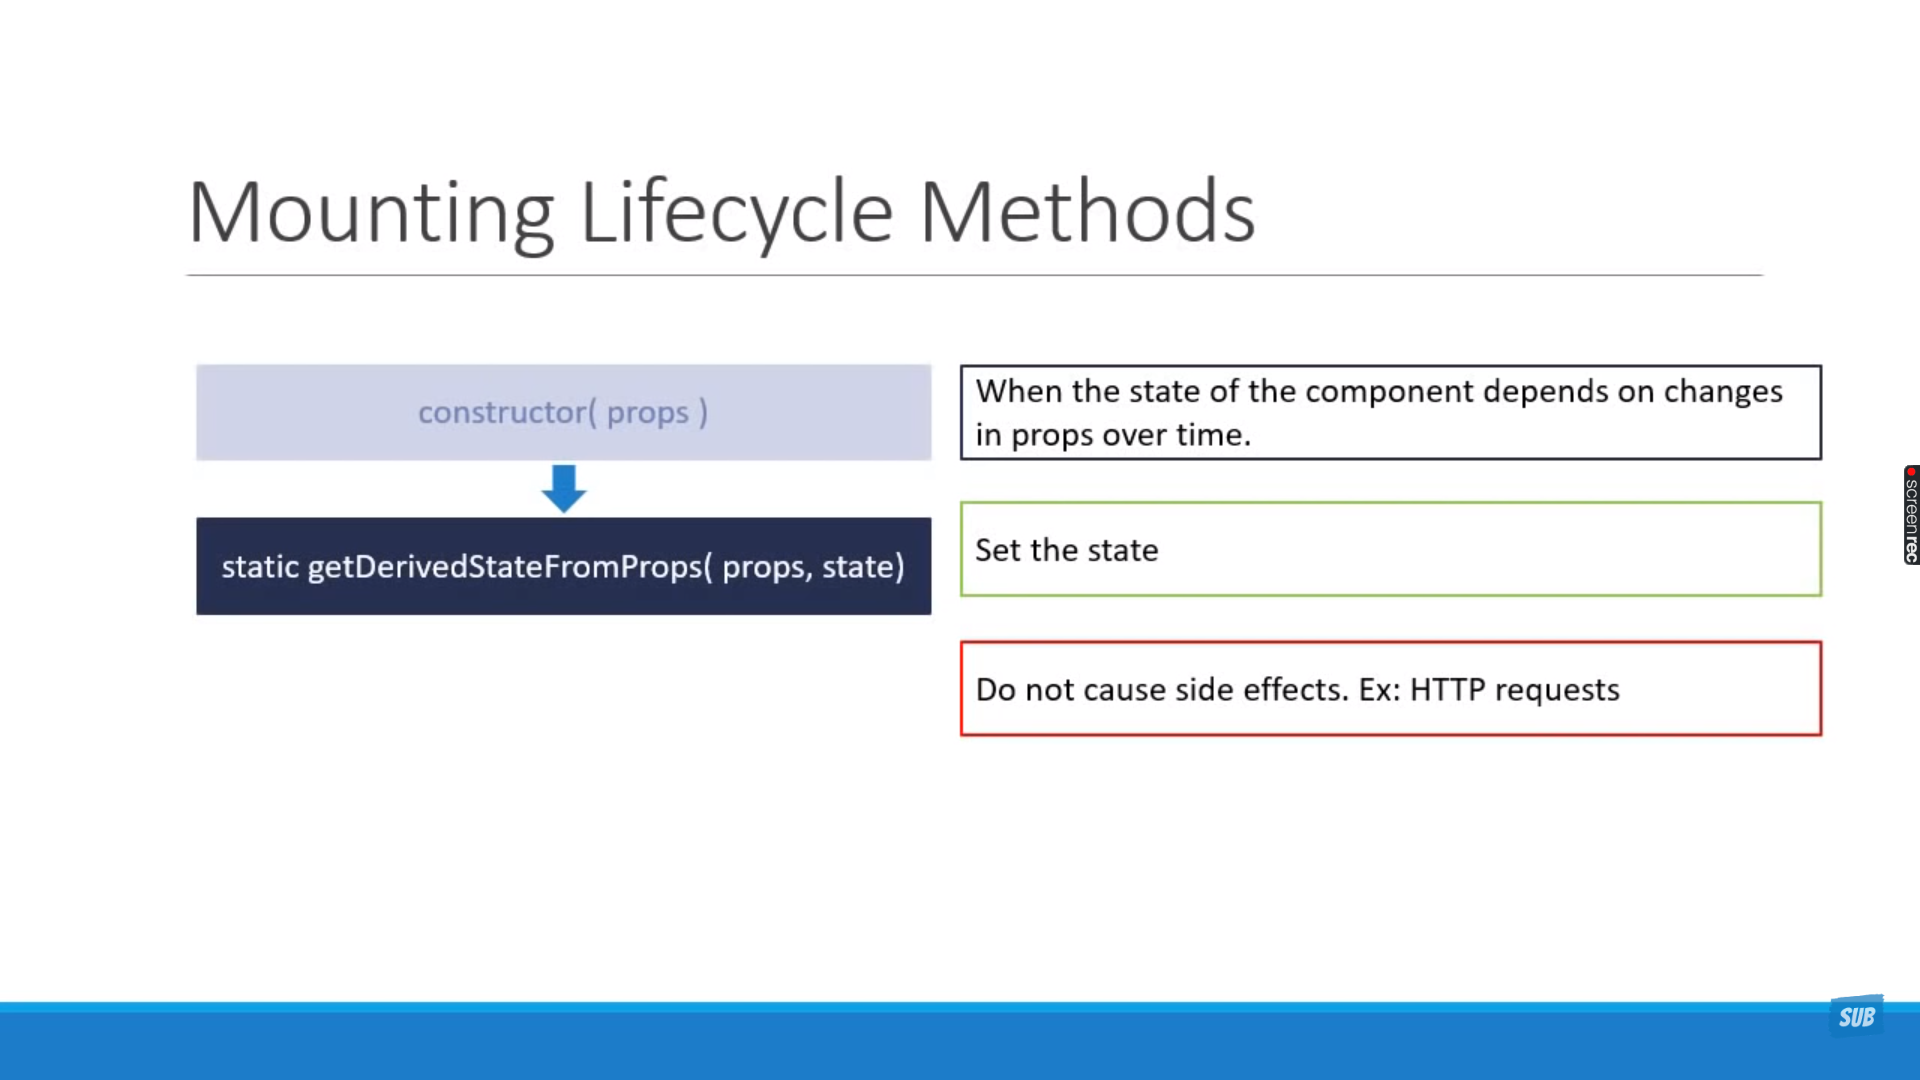 Mounting Lifecycle Methods
constructor( props )
static getDerivedStateFromProps( props, state)
When the state of the component depends on changes
in props over time.
Set the state
Do not cause side effects. Ex: HTTP requests
screenrec
SUB